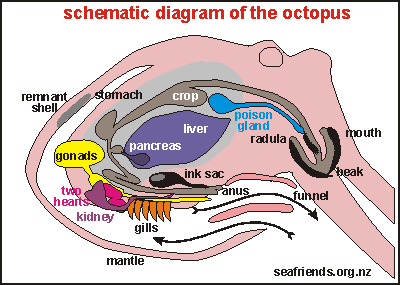 schematic diagram of the octopus
remnant
shell
stomach
crop
poison
gland
mouth
radula
beak
liver
pancreas
gonads
ink sac
anus
funnel
two
hearts
kidney
gills
mantle
seafriends.org.nz